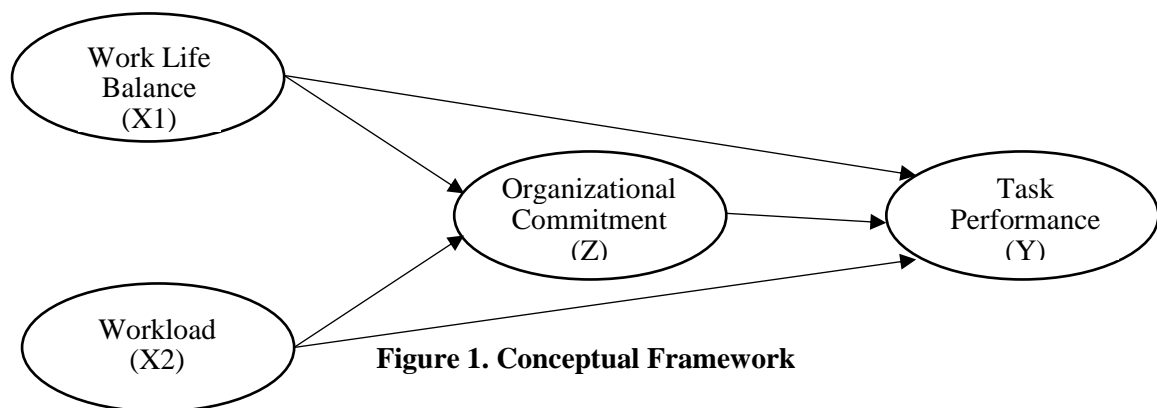 Work Life
Balance
(X1)
Organizational
Commitment
(Z)
Task
Performance
(Y)
Workload
(X2)
Figure 1. Conceptual Framework